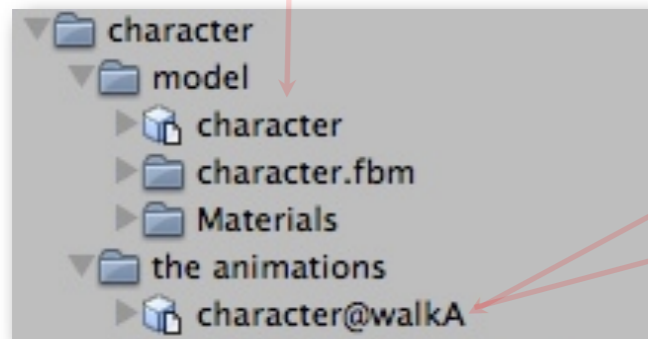 character
model
character
character.fbm
Materials
the animations
character@walkA